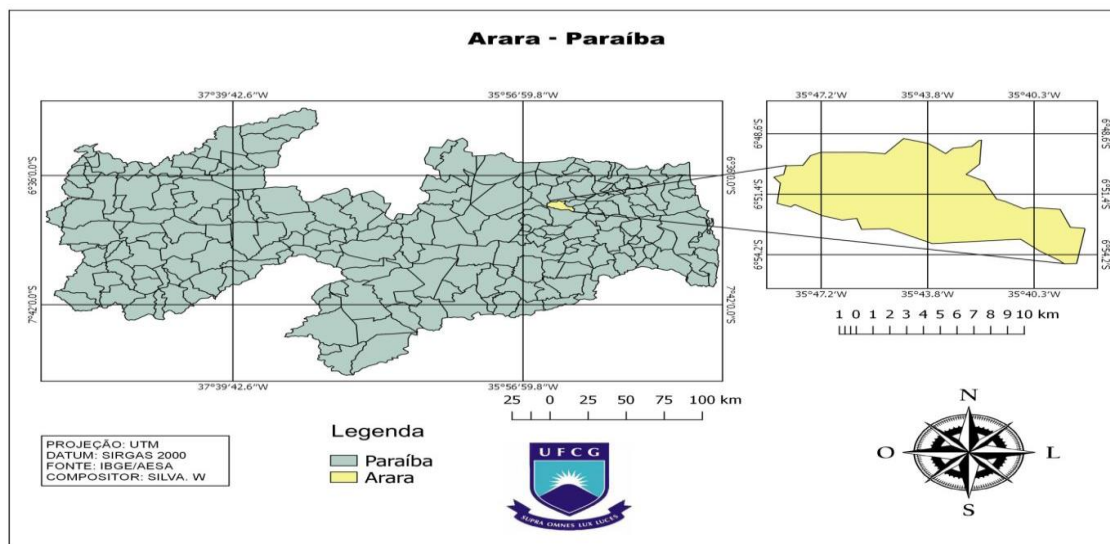 Arara - Paraíba
37°39'42.6"W 35°56'59.8"W
35°47.2'W 35°43.8'W 35°40.3'W
6°36'0.0"S
6°36'0.0"S
7°42'0.0"S
7°42'0.0"S
6°48.6'S
6°48.6'S
6°51.4'S
6°51.4'S
6°54.2'S
6°54.2'S
37°39'42.6"W 35°56'59.8"W
35°47.2'W 35°43.8'W 35°40.3'W
1 0 1 2 3 4 5 6 7 8 9 10 km
25 0 25 50 75 100 km
PROJEÇÃO: UTM
DATUM: SIRGAS 2000
FONTE: IBGE/AESA
COMPOSITOR: SILVA. W
Legenda
Paraíba
Arara
UFCG
SUPRA OMNES LUX LUCES
N
O L
S